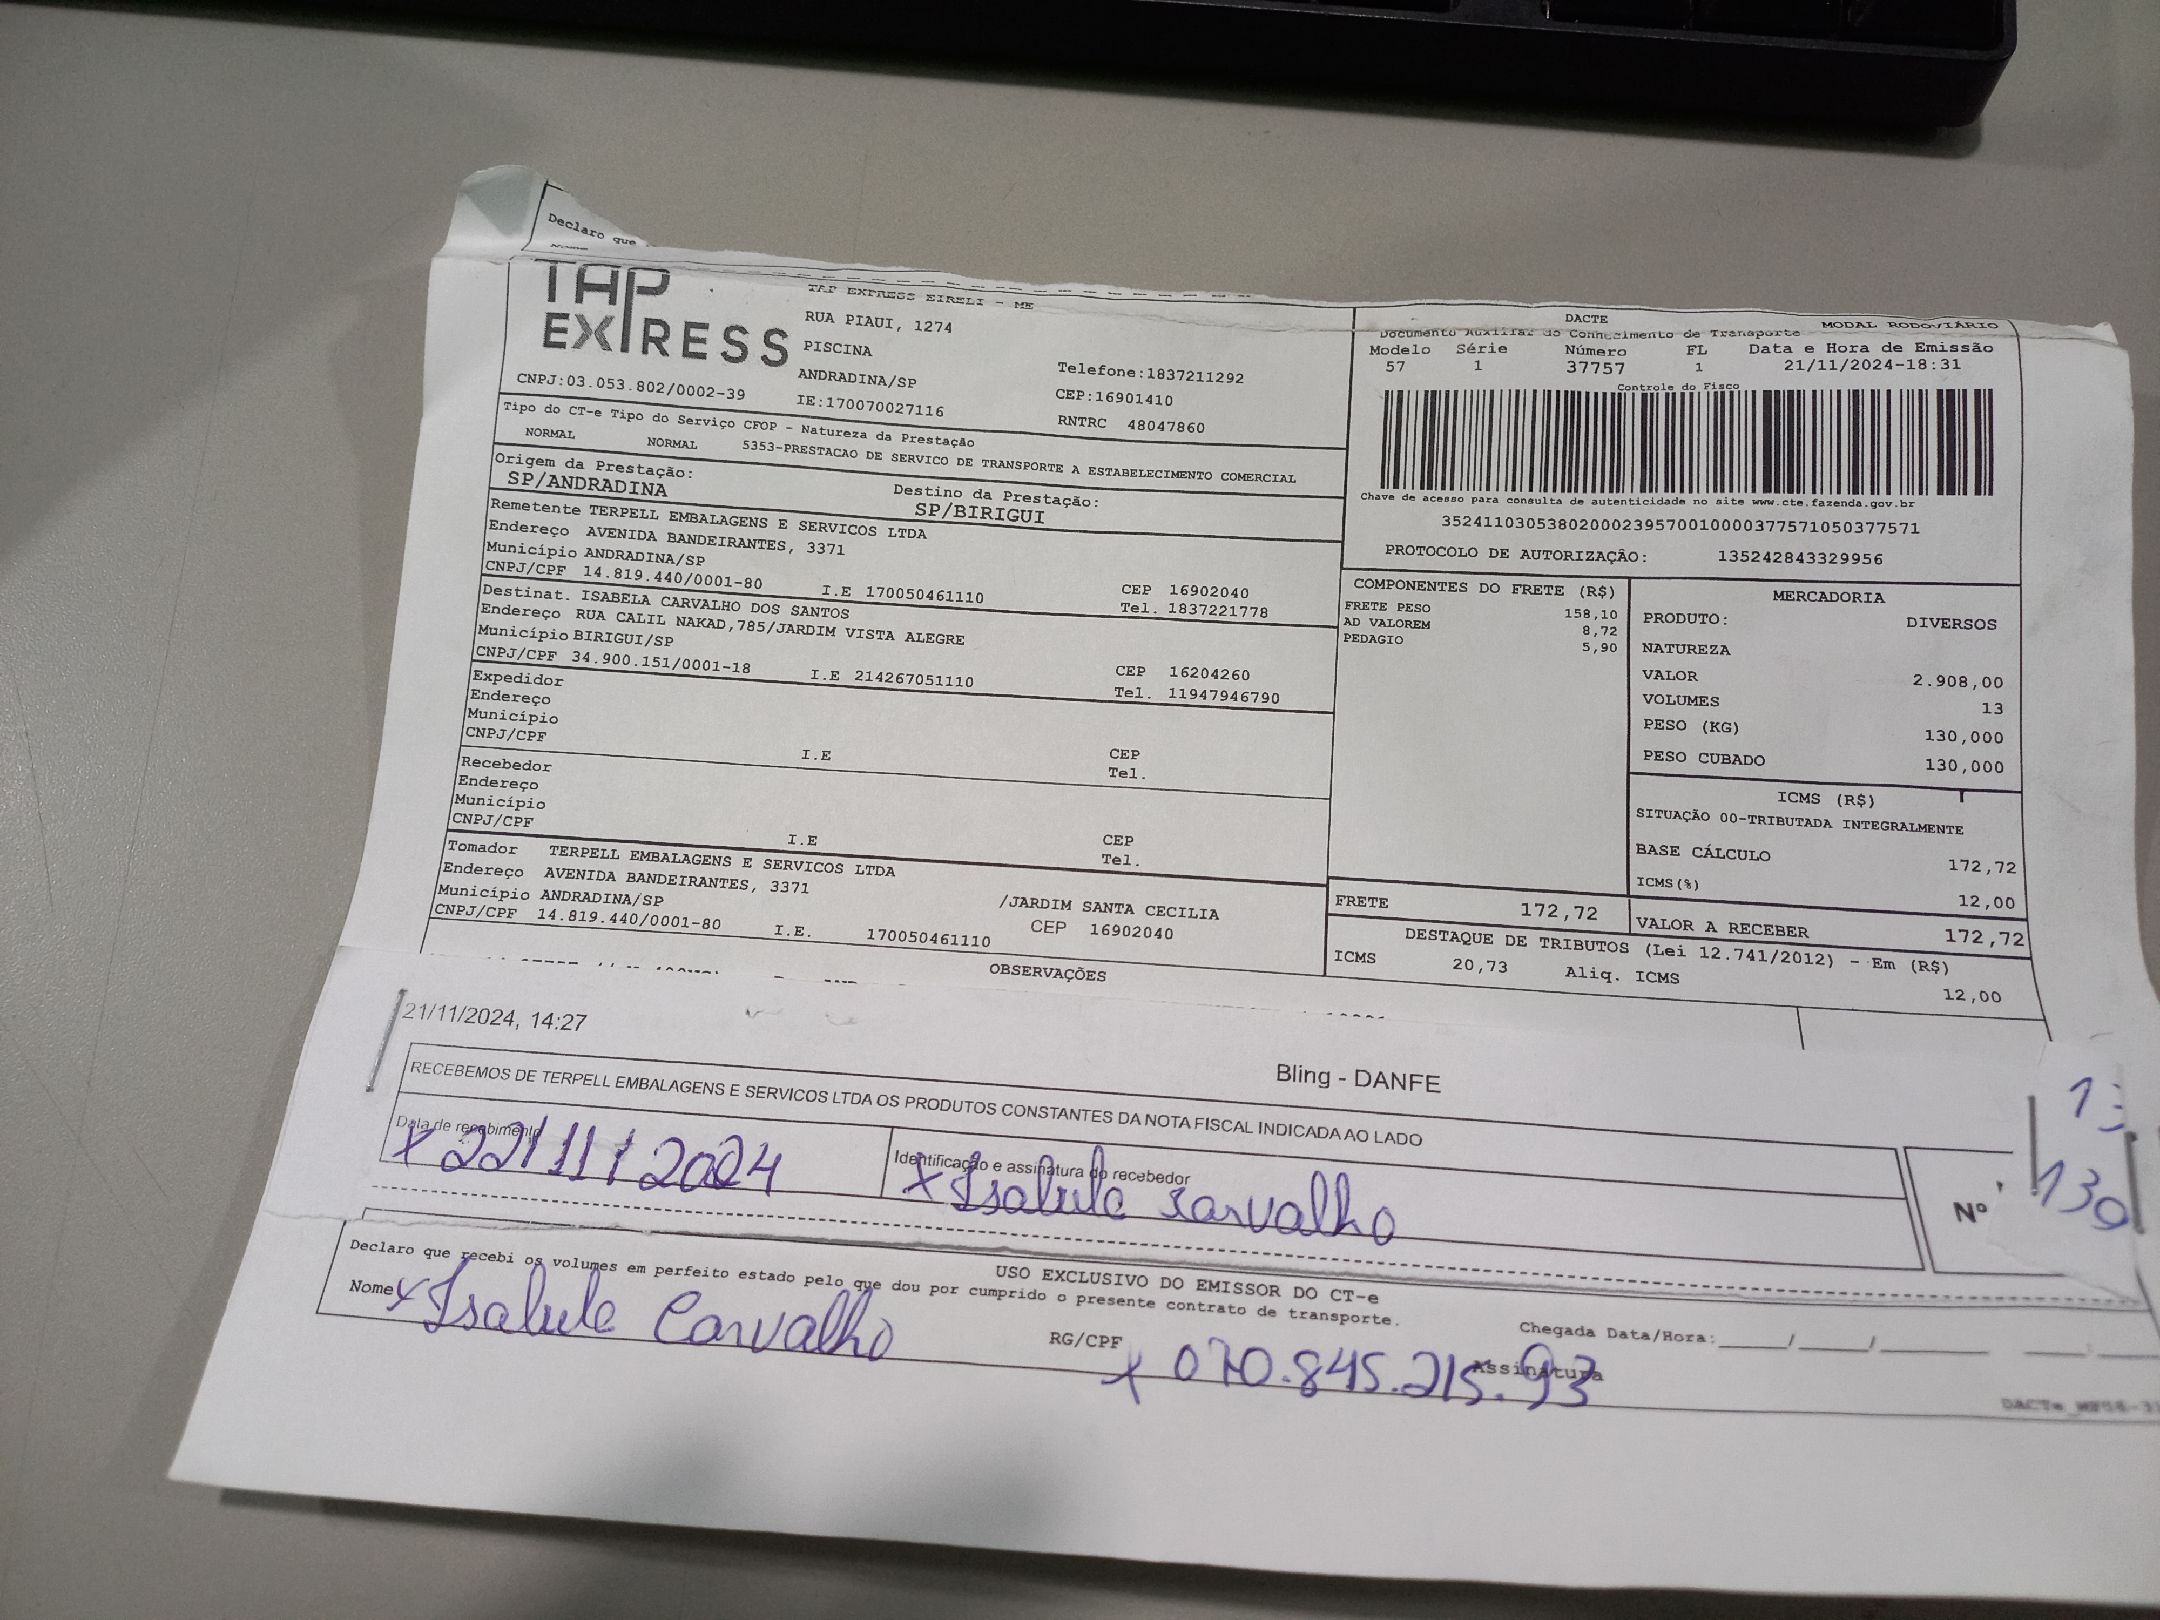 Declaro que
TAP EXPRESS
TAP EXPRESS EIRELI - ME
RUA PIAUI, 1274
PISCINA
ANDRADINA/SP
Telefone:1837211292
CEP:16901410
CNPJ:03.053.802/0002-39
IE:170070027116
RNTRC 48047860
DACTE
Documento Auxiliar do Conhecimento de Transporte
MODAL RODOVIÁRIO
Modelo Série Número FL Data e Hora de Emissão
57 1 37757 1 21/11/2024-18:31
Controle do Fisco
Chave de acesso para consulta de autenticidade no site www.cte.fazenda.gov.br
35241103053802000239570010000377571050377571
PROTOCOLO DE AUTORIZAÇÃO: 135242843329956
Tipo do CT-e Tipo do Serviço CFOP - Natureza da Prestação
NORMAL NORMAL 5353-PRESTACAO DE SERVICO DE TRANSPORTE A ESTABELECIMENTO COMERCIAL
Origem da Prestação:
SP/ANDRADINA
Destino da Prestação:
SP/BIRIGUI
Remetente TERPELL EMBALAGENS E SERVICOS LTDA
Endereço AVENIDA BANDEIRANTES, 3371
Município ANDRADINA/SP
CEP 16902040
CNPJ/CPF 14.819.440/0001-80 I.E 170050461110 Tel. 1837221778
Destinat. ISABELA CARVALHO DOS SANTOS
Endereço RUA CALIL NAKAD,785/JARDIM VISTA ALEGRE
Município BIRIGUI/SP
CEP 16204260
CNPJ/CPF 34.900.151/0001-18 I.E 214267051110 Tel. 11947946790
Expedidor
Endereço
Município
CEP
CNPJ/CPF I.E Tel.
Recebedor
Endereço
Município
CEP
CNPJ/CPF I.E Tel.
Tomador TERPELL EMBALAGENS E SERVICOS LTDA
Endereço AVENIDA BANDEIRANTES, 3371 /JARDIM SANTA CECILIA
Município ANDRADINA/SP CEP 16902040
CNPJ/CPF 14.819.440/0001-80 I.E. 170050461110
OBSERVAÇÕES
COMPONENTES DO FRETE (R$)
FRETE PESO 158,10
AD VALOREM 8,72
PEDAGIO 5,90
MERCADORIA
PRODUTO: DIVERSOS
NATUREZA
VALOR 2.908,00
VOLUMES 13
PESO (KG) 130,000
PESO CUBADO 130,000
ICMS (R$)
SITUAÇÃO 00-TRIBUTADA INTEGRALMENTE
BASE CÁLCULO 172,72
ICMS(%) 12,00
FRETE 172,72
VALOR A RECEBER 172,72
DESTAQUE DE TRIBUTOS (Lei 12.741/2012) - Em (R$)
ICMS 20,73 Aliq. ICMS 12,00
21/11/2024, 14:27
Bling - DANFE
RECEBEMOS DE TERPELL EMBALAGENS E SERVICOS LTDA OS PRODUTOS CONSTANTES DA NOTA FISCAL INDICADA AO LADO
Data de recebimento
x 22/11/2024
Identificação e assinatura do recebedor
x Isabela Carvalho
Nº
130
USO EXCLUSIVO DO EMISSOR DO CT-e
Declaro que recebi os volumes em perfeito estado pelo que dou por cumprido o presente contrato de transporte.
Nome x Isabela Carvalho
RG/CPF x 070.845.215.93
Chegada Data/Hora:____/____/
Assinatura